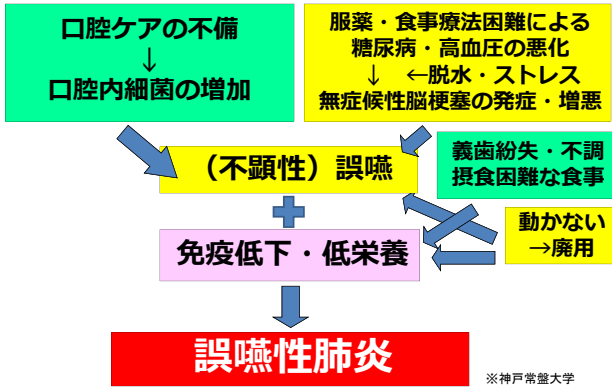 口腔ケアの不備
↓
口腔内細菌の増加
服薬・食事療法困難による
糖尿病・高血圧の悪化
↓ ←脱水・ストレス
無症候性脳梗塞の発症・増悪
（不顕性）誤嚥
義歯紛失・不調
摂食困難な食事
動かない
→廃用
免疫低下・低栄養
誤嚥性肺炎
※神戸常盤大学